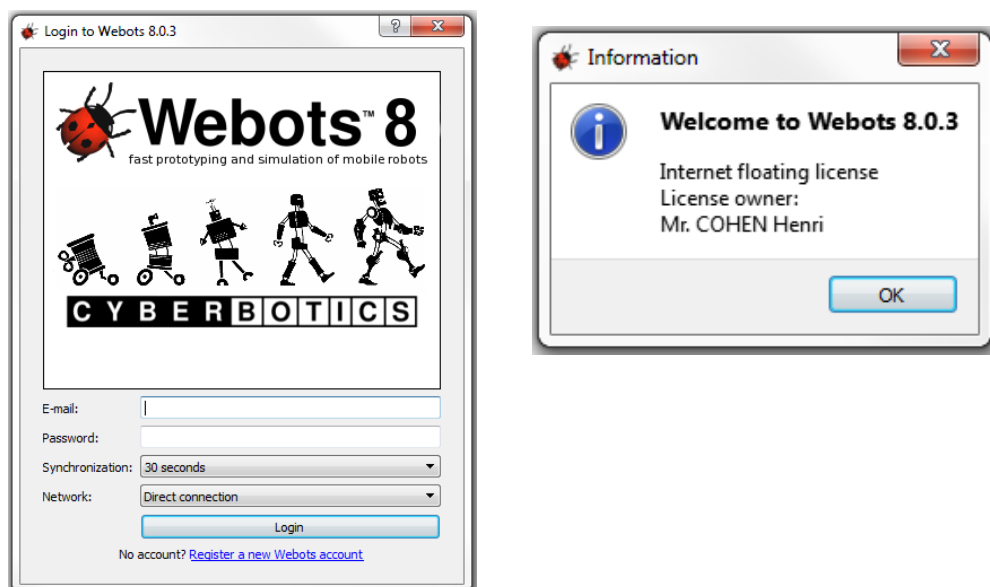 Login to Webots 8.0.3
?
Webots™ 8
fast prototyping and simulation of mobile robots
CYBERBOTICS
E-mail:
Password:
Synchronization: 30 seconds
Network: Direct connection
Login
No account? Register a new Webots account
Information
i
Welcome to Webots 8.0.3
Internet floating license
License owner:
Mr. COHEN Henri
OK